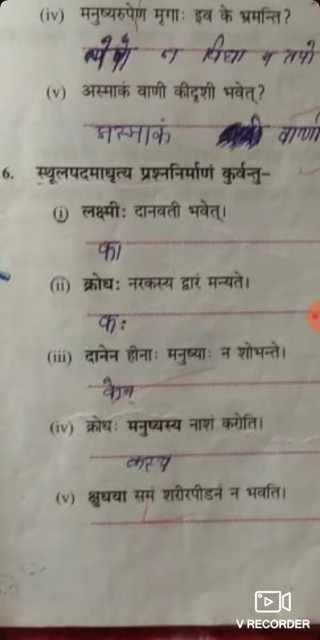 (iv) मनुष्यरुपेण मृगाः इव के भ्रमन्ति?
न विद्या न तपो
(v) अस्माकं वाणी कीदृशी भवेत्?
अस्माकं वाणी
6. स्थूलपदमाधृत्य प्रश्ननिर्माणं कुर्वन्तु-
(i) लक्ष्मीः दानवती भवेत्।
का
(ii) क्रोधः नरकस्य द्वारं मन्यते।
कः
(iii) दानेन हीनाः मनुष्याः न शोभन्ते।
केन
(iv) क्रोधः मनुष्यस्य नाशं करोति।
कस्य
(v) क्षुधया समं शरीरपीडनं न भवति।
V RECORDER